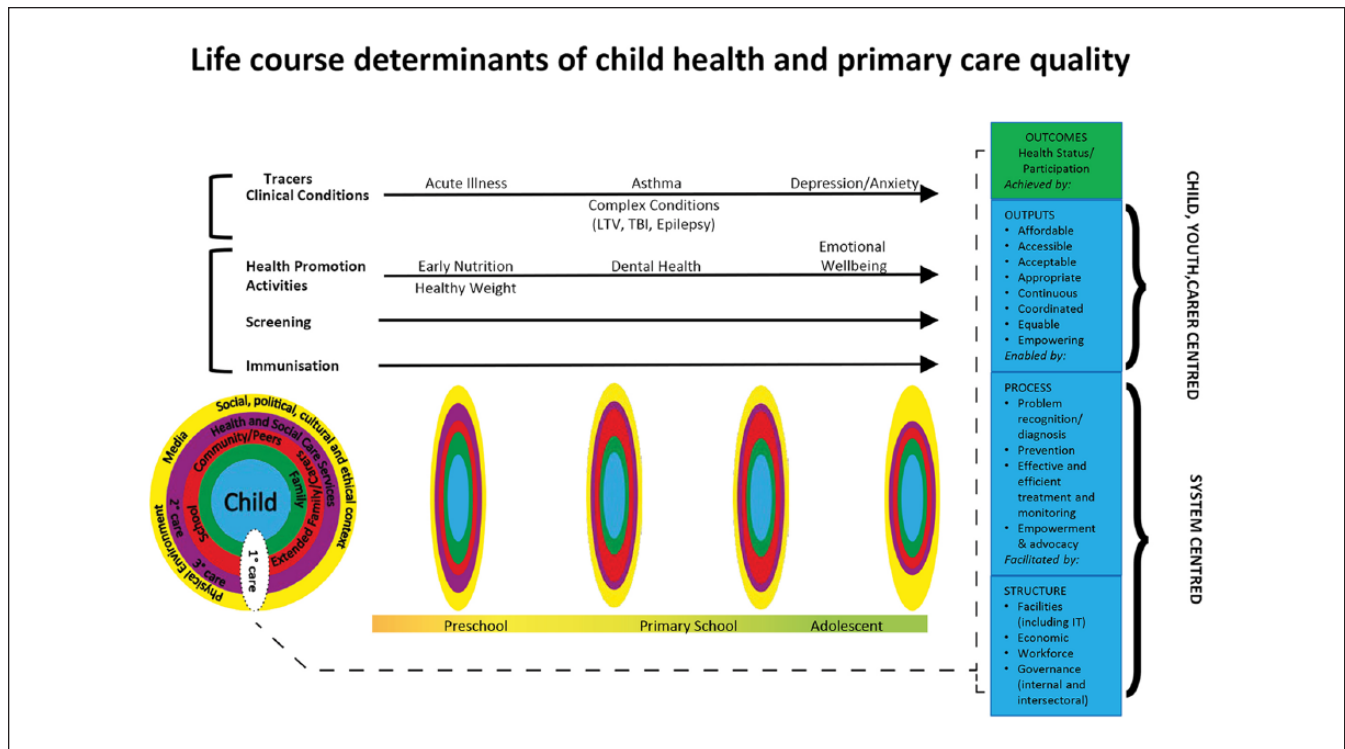 Life course determinants of child health and primary care quality
Tracers
Clinical Conditions
Acute Illness
Asthma
Depression/Anxiety
Complex Conditions
(LTV, TBI, Epilepsy)
Health Promotion
Activities
Early Nutrition
Healthy Weight
Dental Health
Emotional
Wellbeing
Screening
Immunisation
Social, political, cultural and ethical context
Media
Physical Environment
Health and Social Care Services
2° care
3° care
Community/Peers
School
Extended Family/Carers
Family
Child
1° care
Preschool
Primary School
Adolescent
OUTCOMES
Health Status/
Participation
Achieved by:
OUTPUTS
• Affordable
• Accessible
• Acceptable
• Appropriate
• Continuous
• Coordinated
• Equable
• Empowering
Enabled by:
PROCESS
• Problem
recognition/
diagnosis
• Prevention
• Effective and
efficient
treatment and
monitoring
• Empowerment
& advocacy
Facilitated by:
STRUCTURE
• Facilities
(including IT)
• Economic
• Workforce
• Governance
(internal and
intersectoral)
CHILD, YOUTH,CARER CENTRED
SYSTEM CENTRED